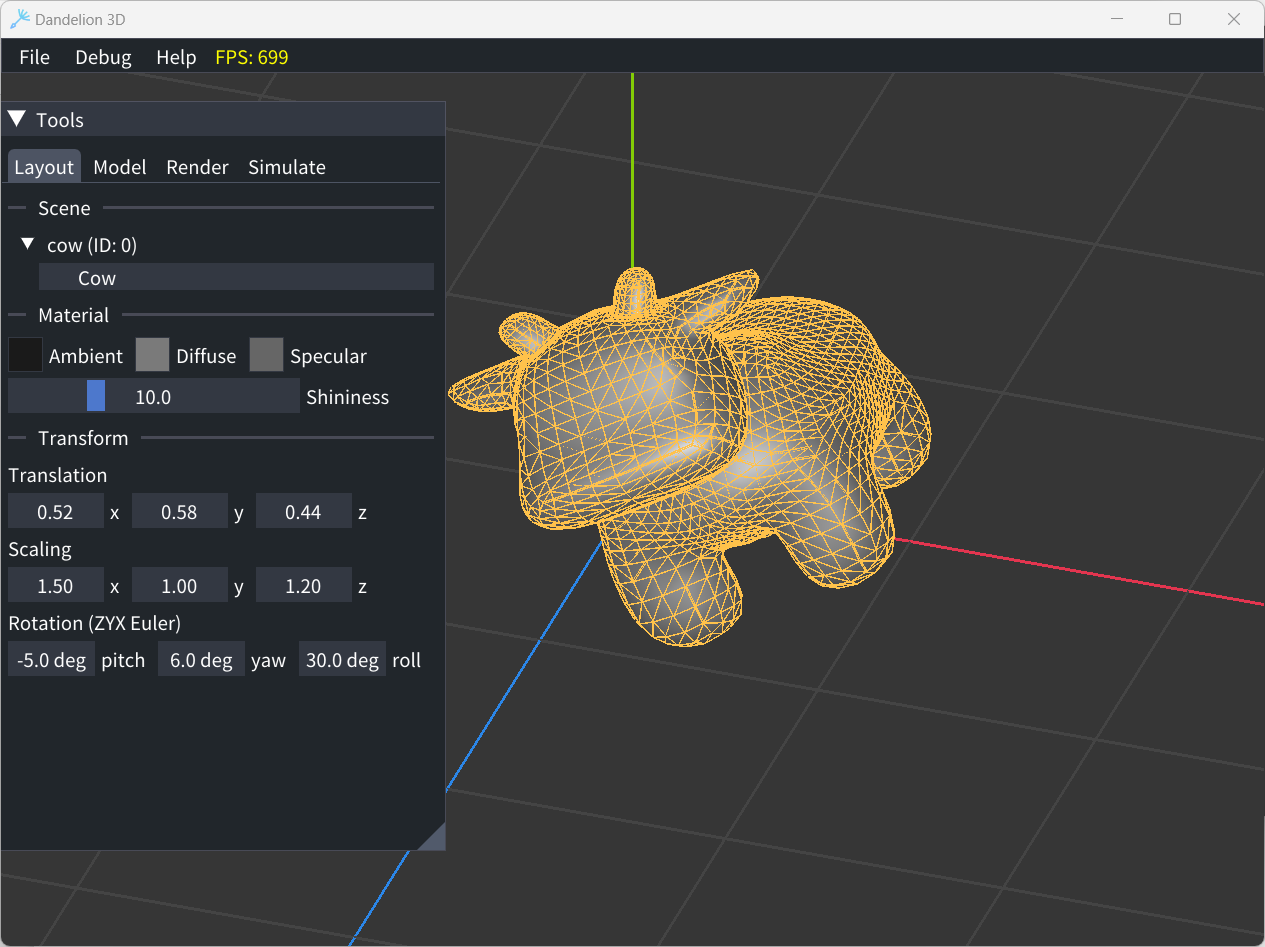 Dandelion 3D
File Debug Help FPS: 699
Tools
Layout Model Render Simulate
Scene
cow (ID: 0)
Cow
Material
Ambient Diffuse Specular
10.0 Shininess
Transform
Translation
0.52 x 0.58 y 0.44 z
Scaling
1.50 x 1.00 y 1.20 z
Rotation (ZYX Euler)
-5.0 deg pitch 6.0 deg yaw 30.0 deg roll